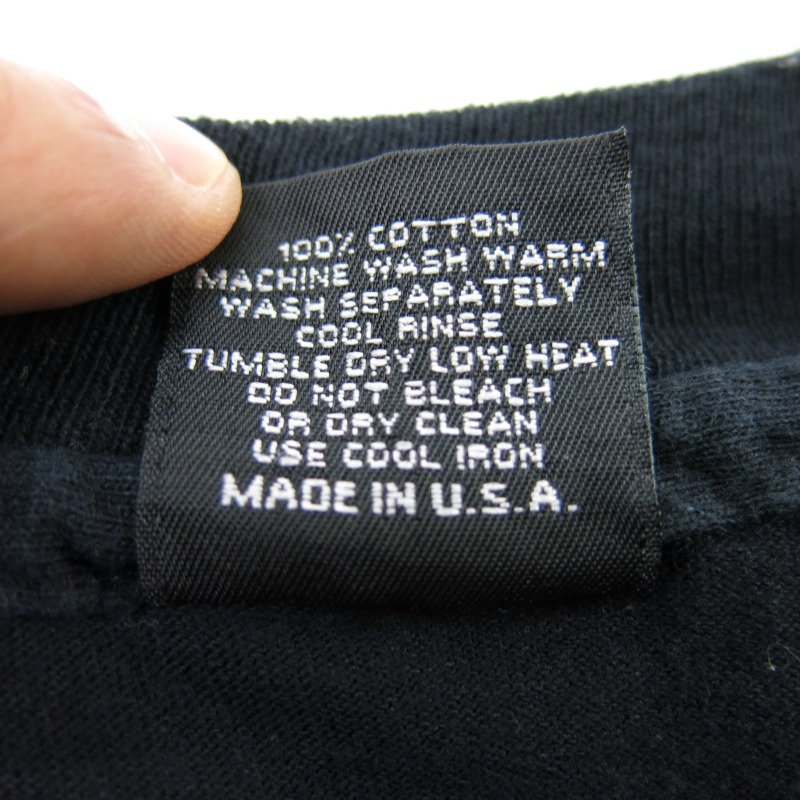 100% COTTON
MACHINE WASH WARM
WASH SEPARATELY
COOL RINSE
TUMBLE DRY LOW HEAT
DO NOT BLEACH
OR DRY CLEAN
USE COOL IRON
MADE IN U.S.A.